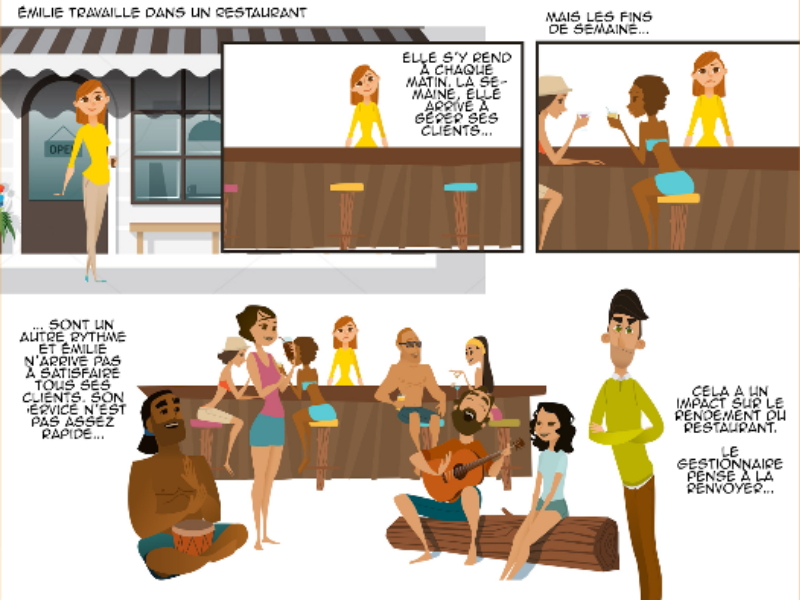 ÉMILIE TRAVAILLE DANS UN RESTAURANT
OPE
ELLE S'Y REND
À CHAQUE
MATIN. LA SE-
MAINE, ELLE
ARRIVE À
GÉRER SES
CLIENTS...
MAIS LES FINS
DE SEMAINE...
... SONT UN
AUTRE RYTHME
ET ÉMILIE
N'ARRIVE PAS
À SATISFAIRE
TOUS SES
CLIENTS. SON
SERVICE N'EST
PAS ASSEZ
RAPIDE...
CELA A UN
IMPACT SUR LE
RENDEMENT DU
RESTAURANT.
LE
GESTIONNAIRE
PENSE À LA
RENVOYER...